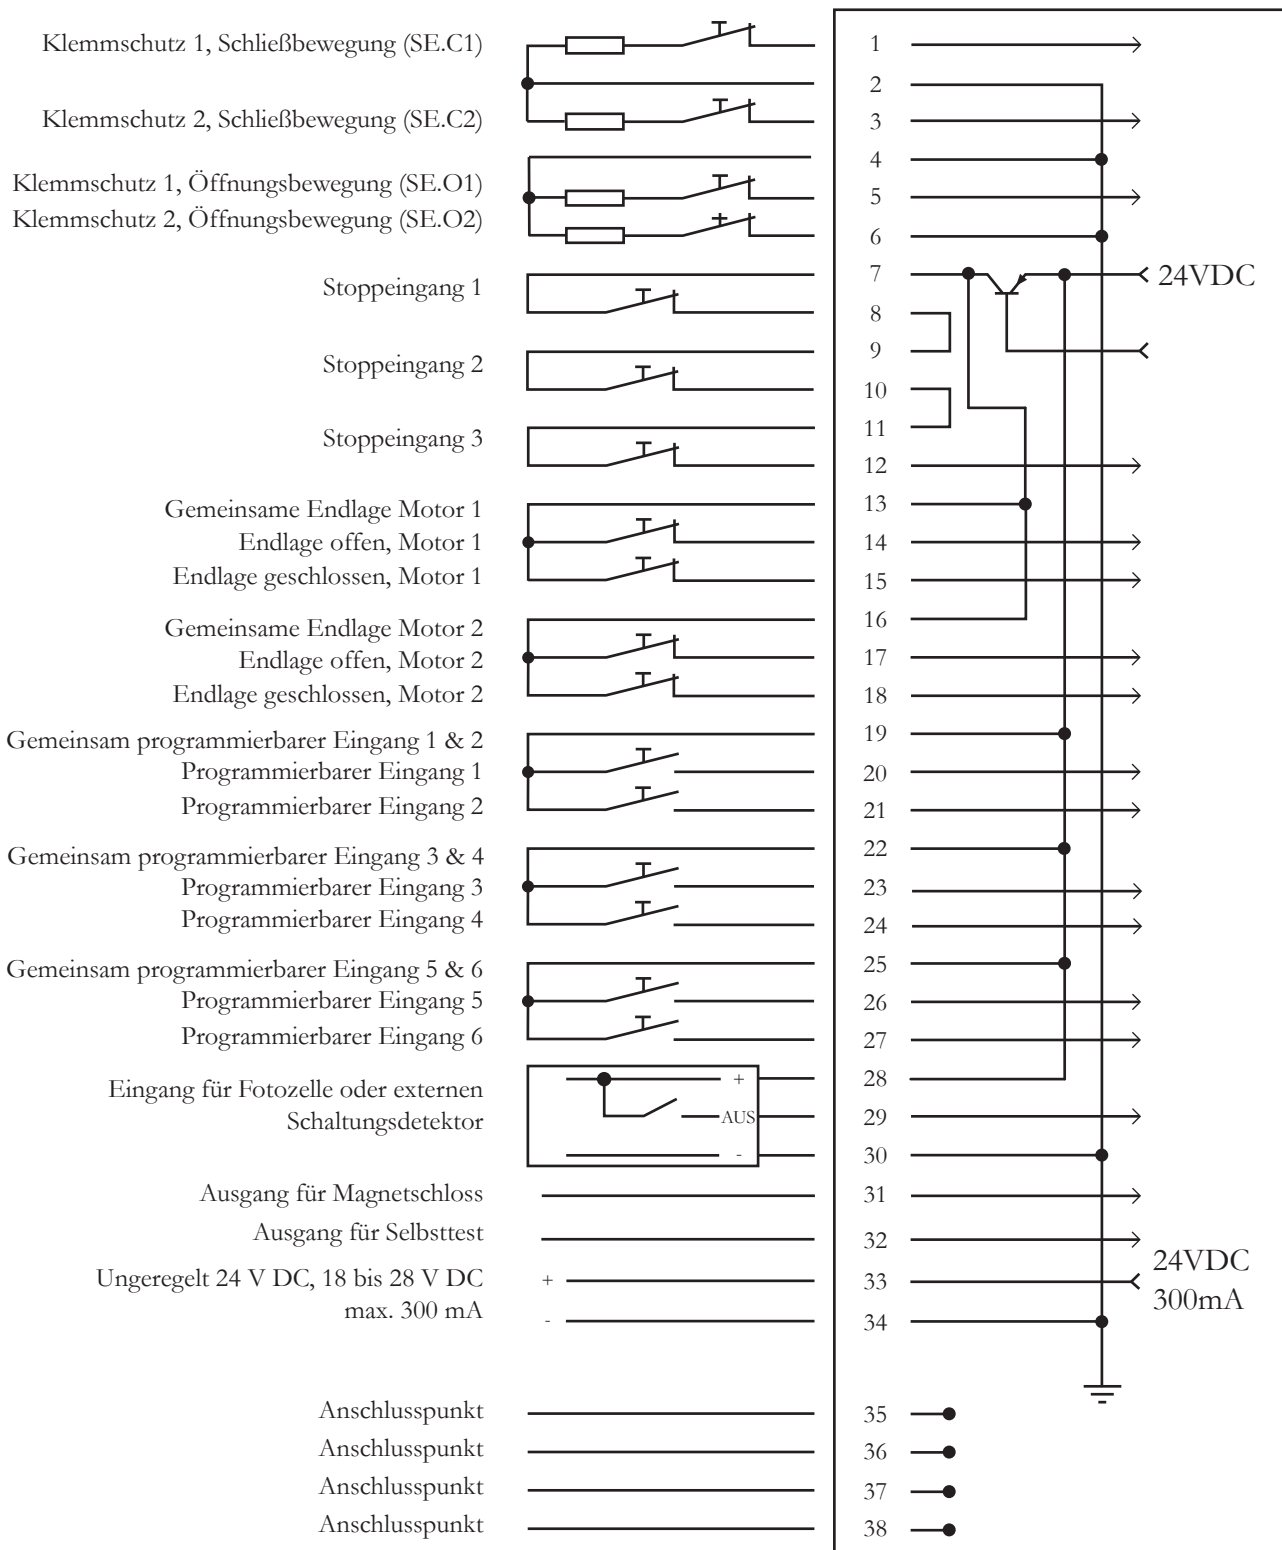 Klemmschutz 1, Schließbewegung (SE.C1) 1
2
Klemmschutz 2, Schließbewegung (SE.C2) 3
4
Klemmschutz 1, Öffnungsbewegung (SE.O1) 5
Klemmschutz 2, Öffnungsbewegung (SE.O2) 6
7 24VDC
Stoppeingang 1 8
9
Stoppeingang 2 10
11
Stoppeingang 3 12
Gemeinsame Endlage Motor 1 13
Endlage offen, Motor 1 14
Endlage geschlossen, Motor 1 15
Gemeinsame Endlage Motor 2 16
Endlage offen, Motor 2 17
Endlage geschlossen, Motor 2 18
Gemeinsam programmierbarer Eingang 1 & 2 19
Programmierbarer Eingang 1 20
Programmierbarer Eingang 2 21
Gemeinsam programmierbarer Eingang 3 & 4 22
Programmierbarer Eingang 3 23
Programmierbarer Eingang 4 24
Gemeinsam programmierbarer Eingang 5 & 6 25
Programmierbarer Eingang 5 26
Programmierbarer Eingang 6 27
+ 28
Eingang für Fotozelle oder externen
Schaltungsdetektor AUS 29
- 30
Ausgang für Magnetschloss 31
Ausgang für Selbsttest 32
Ungeregelt 24 V DC, 18 bis 28 V DC + 33 24VDC
max. 300 mA - 34 300mA
Anschlusspunkt 35
Anschlusspunkt 36
Anschlusspunkt 37
Anschlusspunkt 38